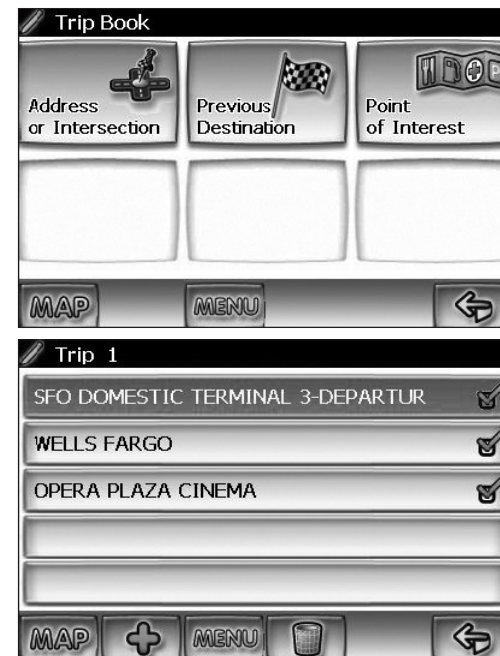 Trip Book
Address
or Intersection
Previous
Destination
Point
of Interest
MAP
MENU
Trip 1
SFO DOMESTIC TERMINAL 3-DEPARTUR
WELLS FARGO
OPERA PLAZA CINEMA
MAP
MENU